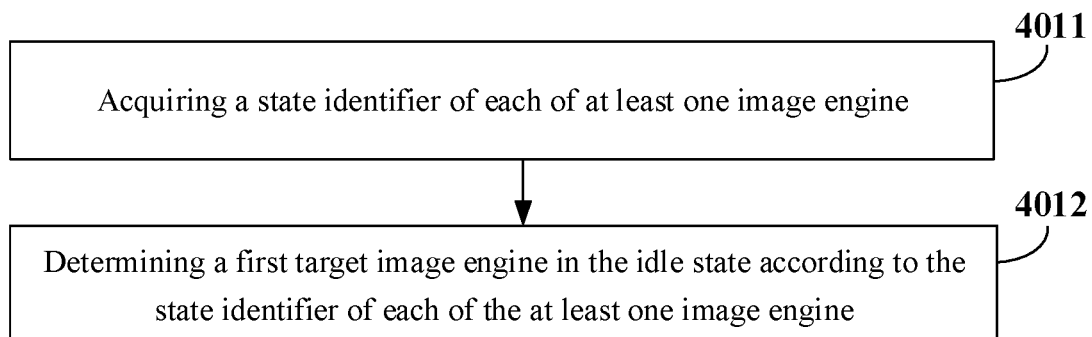 4011
Acquiring a state identifier of each of at least one image engine
4012
Determining a first target image engine in the idle state according to the
state identifier of each of the at least one image engine